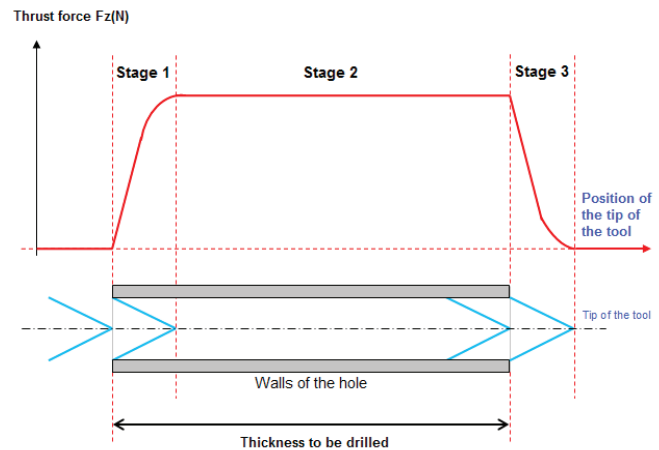 Thrust force Fz(N)
Stage 1
Stage 2
Stage 3
Position of
the tip of
the tool
Tip of the tool
Walls of the hole
Thickness to be drilled